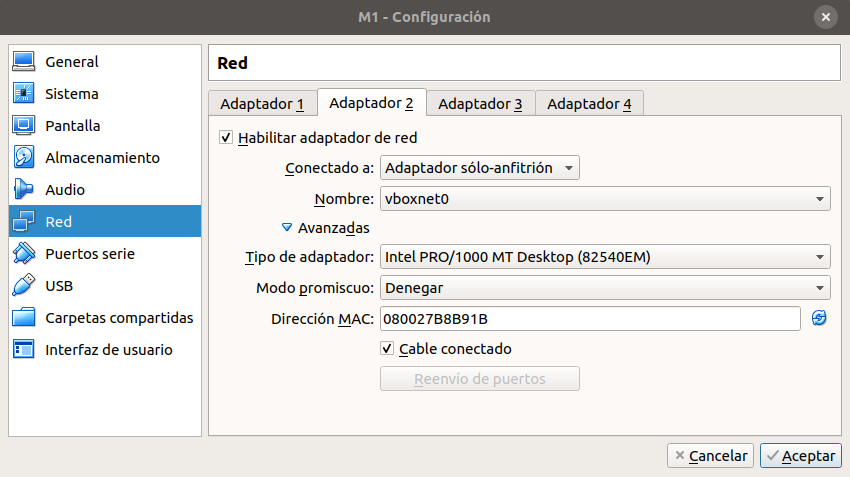 M1 - Configuración
General
Sistema
Pantalla
Almacenamiento
Audio
Red
Puertos serie
USB
Carpetas compartidas
Interfaz de usuario
Red
Adaptador 1 Adaptador 2 Adaptador 3 Adaptador 4
Habilitar adaptador de red
Conectado a: Adaptador sólo-anfitrión
Nombre: vboxnet0
Avanzadas
Tipo de adaptador: Intel PRO/1000 MT Desktop (82540EM)
Modo promiscuo: Denegar
Dirección MAC: 080027B8B91B
Cable conectado
Reenvío de puertos
Cancelar Aceptar